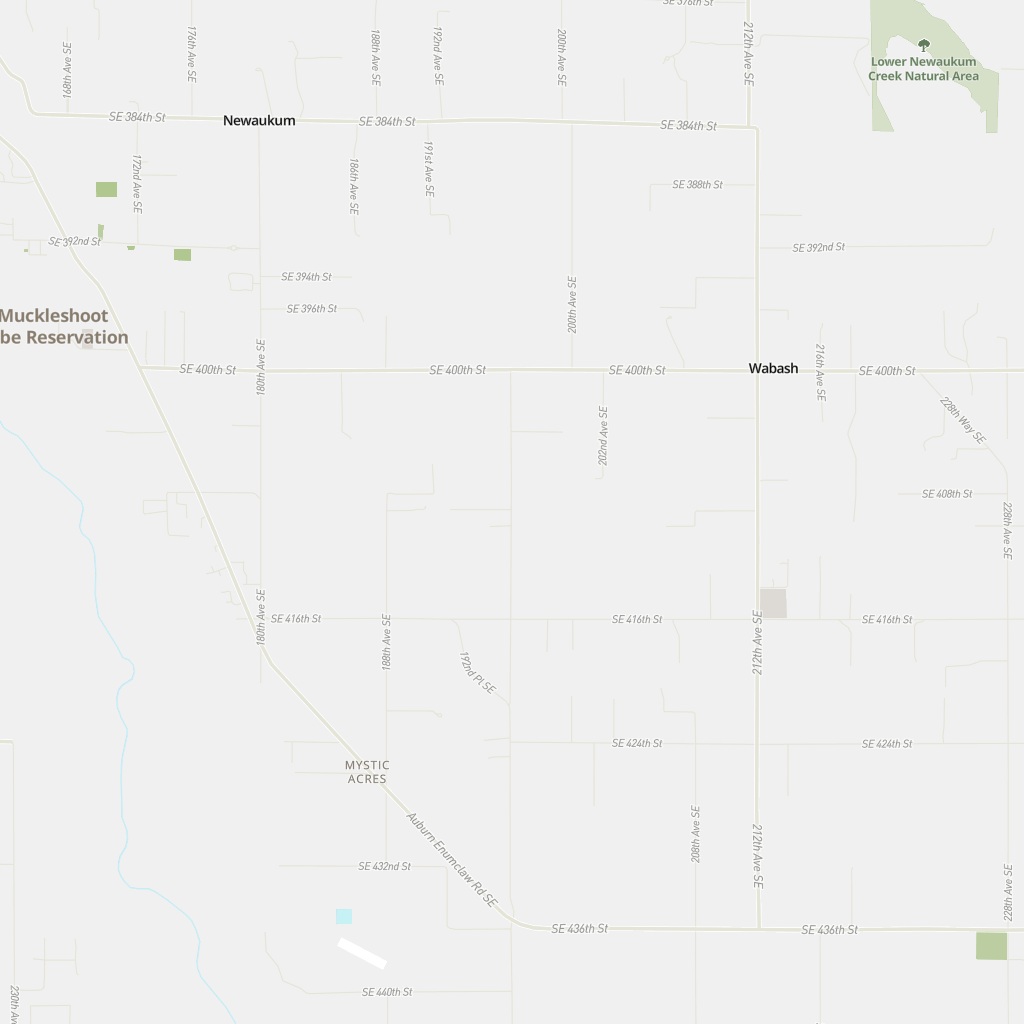 SE 376th St
168th Ave SE
176th Ave SE
188th Ave SE
192nd Ave SE
200th Ave SE
212th Ave SE
Lower Newaukum
Creek Natural Area
SE 384th St
Newaukum
SE 384th St
SE 384th St
172nd Ave SE
186th Ave SE
191st Ave SE
SE 388th St
SE 392nd St
SE 392nd St
SE 394th St
SE 396th St
200th Ave SE
Muckleshoot
be Reservation
180th Ave SE
SE 400th St
SE 400th St
SE 400th St
Wabash
216th Ave SE
SE 400th St
202nd Ave SE
228th Way SE
SE 408th St
228th Ave SE
180th Ave SE
SE 416th St
188th Ave SE
SE 416th St
212th Ave SE
SE 416th St
192nd Pl SE
SE 424th St
SE 424th St
MYSTIC
ACRES
Auburn Enumclaw Rd SE
208th Ave SE
212th Ave SE
SE 432nd St
228th Ave SE
SE 436th St
SE 436th St
SE 440th St
230th Av